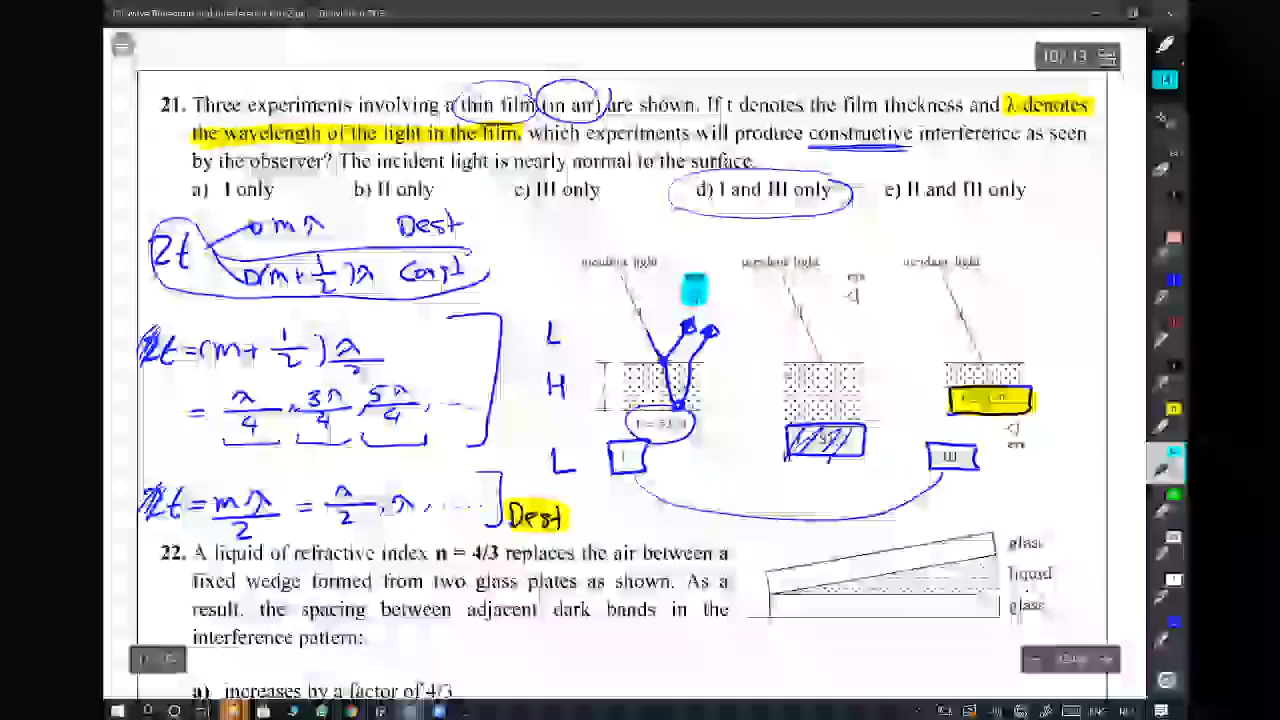 10/13
21. Three experiments involving a thin film (in air) are shown. If t denotes the film thickness and λ denotes
the wavelength of the light in the film, which experiments will produce constructive interference as seen
by the observer? The incident light is nearly normal to the surface.
a) I only b) II only c) III only d) I and III only e) II and III only
2t
mλ Dest
(m+1/2)λ Const
incident light incident light incident light
eye
2t=(m+1/2)λ/2
= λ/4, 3λ/4, 5λ/4, ....
L
H
L
I
III
eye
2t=mλ/2 = λ/2, λ, .... Dest
22. A liquid of refractive index n = 4/3 replaces the air between a
fixed wedge formed from two glass plates as shown. As a
result, the spacing between adjacent dark bands in the
interference pattern:
glass
liquid
glass
a) increases by a factor of 4/3